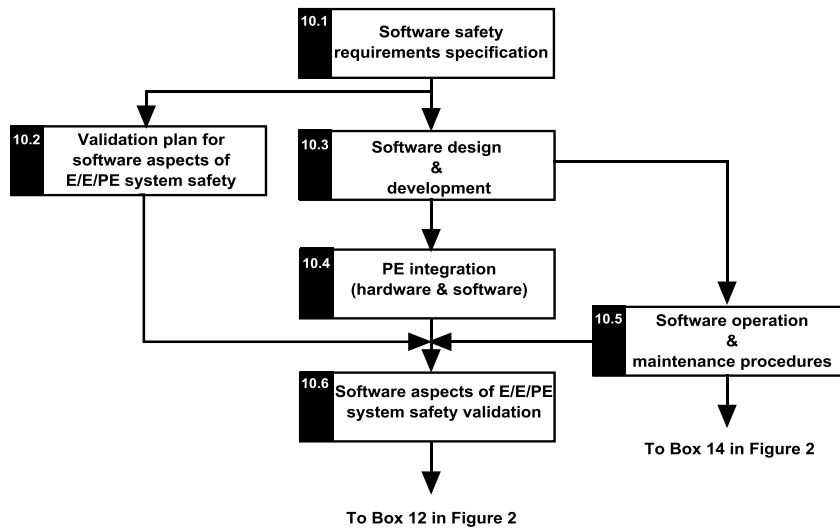 10.1
Software safety
requirements specification
10.2
Validation plan for
software aspects of
E/E/PE system safety
10.3
Software design
&
development
10.4
PE integration
(hardware & software)
10.5
Software operation
&
maintenance procedures
10.6
Software aspects of E/E/PE
system safety validation
To Box 14 in Figure 2
To Box 12 in Figure 2